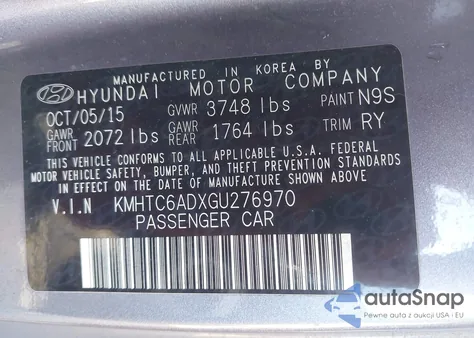 MANUFACTURED IN KOREA BY
HYUNDAI MOTOR COMPANY
OCT/05/15 GVWR 3748 lbs PAINT N9S
GAWR FRONT 2072 lbs GAWR REAR 1764 lbs TRIM RY
THIS VEHICLE CONFORMS TO ALL APPLICABLE U.S.A. FEDERAL
MOTOR VEHICLE SAFETY, BUMPER, AND THEFT PREVENTION STANDARDS
IN EFFECT ON THE DATE OF MANUFACTURE SHOWN ABOVE.
V.I.N KMHTC6ADXGU276970
PASSENGER CAR
autoSnap
Pewne auta z aukcji USA i EU